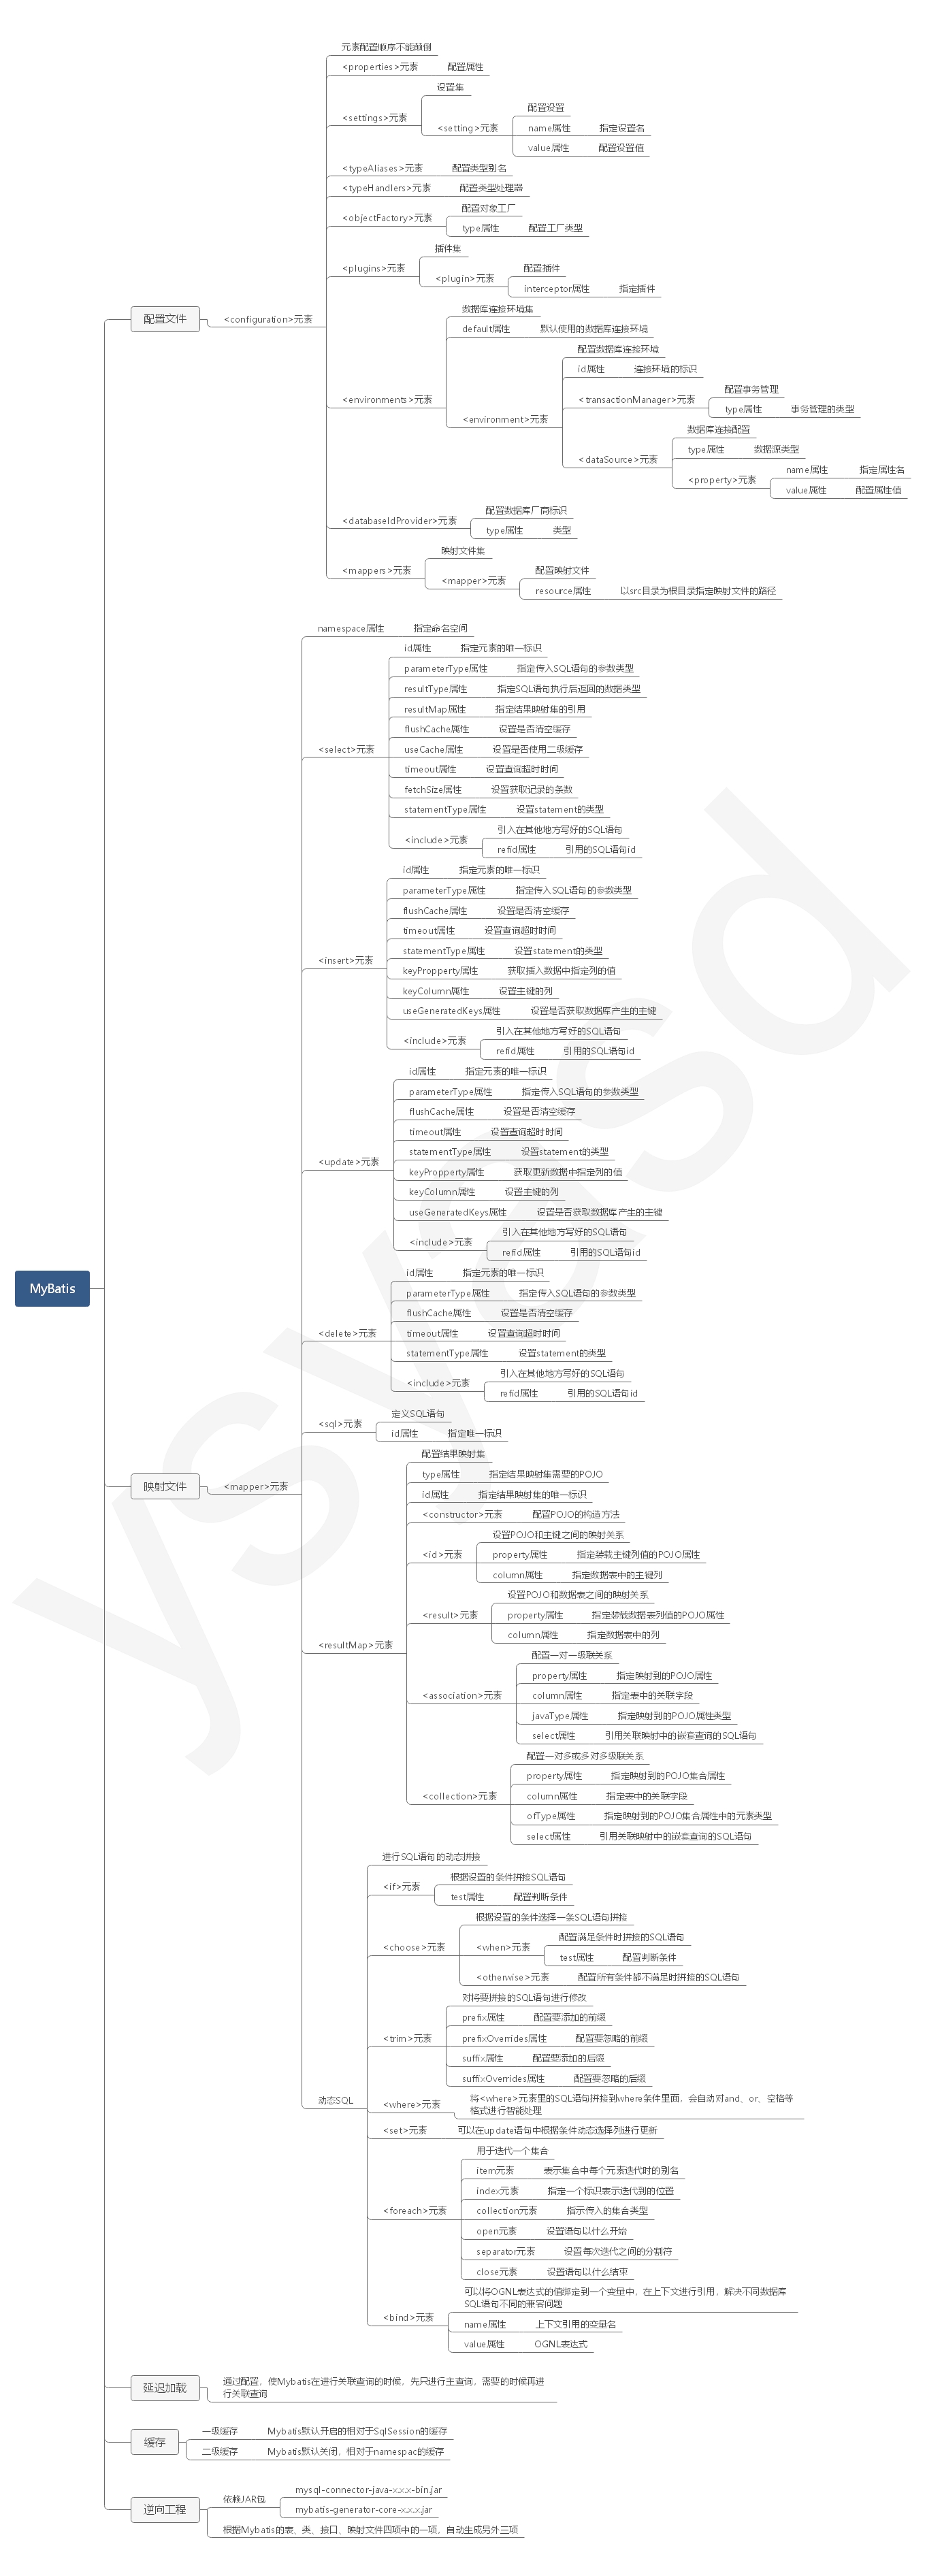 MyBatis
配置文件
<configuration>元素
元素配置顺序不能颠倒
<properties>元素 配置属性
<settings>元素
设置集
<setting>元素
配置设置
name属性 指定设置名
value属性 配置设置值
<typeAliases>元素 配置类型别名
<typeHandlers>元素 配置类型处理器
<objectFactory>元素
配置对象工厂
type属性 配置工厂类型
<plugins>元素
插件集
<plugin>元素
配置插件
interceptor属性 指定插件
<environments>元素
数据库连接环境集
default属性 默认使用的数据库连接环境
<environment>元素
配置数据库连接环境
id属性 连接环境的标识
<transactionManager>元素
配置事务管理
type属性 事务管理的类型
<dataSource>元素
数据库连接配置
type属性 数据源类型
<property>元素
name属性 指定属性名
value属性 配置属性值
<databaseIdProvider>元素
配置数据库厂商标识
type属性 类型
<mappers>元素
映射文件集
<mapper>元素
配置映射文件
resource属性 以src目录为根目录指定映射文件的路径
映射文件
<mapper>元素
namespace属性 指定命名空间
<select>元素
id属性 指定元素的唯一标识
parameterType属性 指定传入SQL语句的参数类型
resultType属性 指定SQL语句执行后返回的数据类型
resultMap属性 指定结果映射集的引用
flushCache属性 设置是否清空缓存
useCache属性 设置是否使用二级缓存
timeout属性 设置查询超时时间
fetchSize属性 设置获取记录的条数
statementType属性 设置statement的类型
<include>元素
引入在其他地方写好的SQL语句
refid属性 引用的SQL语句id
<insert>元素
id属性 指定元素的唯一标识
parameterType属性 指定传入SQL语句的参数类型
flushCache属性 设置是否清空缓存
timeout属性 设置查询超时时间
statementType属性 设置statement的类型
keyPropperty属性 获取插入数据中指定列的值
keyColumn属性 设置主键的列
useGeneratedKeys属性 设置是否获取数据库产生的主键
<include>元素
引入在其他地方写好的SQL语句
refid属性 引用的SQL语句id
<update>元素
id属性 指定元素的唯一标识
parameterType属性 指定传入SQL语句的参数类型
flushCache属性 设置是否清空缓存
timeout属性 设置查询超时时间
statementType属性 设置statement的类型
keyPropperty属性 获取更新数据中指定列的值
keyColumn属性 设置主键的列
useGeneratedKeys属性 设置是否获取数据库产生的主键
<include>元素
引入在其他地方写好的SQL语句
refid属性 引用的SQL语句id
<delete>元素
id属性 指定元素的唯一标识
parameterType属性 指定传入SQL语句的参数类型
flushCache属性 设置是否清空缓存
timeout属性 设置查询超时时间
statementType属性 设置statement的类型
<include>元素
引入在其他地方写好的SQL语句
refid属性 引用的SQL语句id
<sql>元素
定义SQL语句
id属性 指定唯一标识
<resultMap>元素
配置结果映射集
type属性 指定结果映射集需要的POJO
id属性 指定结果映射集的唯一标识
<constructor>元素 配置POJO的构造方法
<id>元素
设置POJO和主键之间的映射关系
property属性 指定装载主键列值的POJO属性
column属性 指定数据表中的主键列
<result>元素
设置POJO和数据表之间的映射关系
property属性 指定装载数据表列值的POJO属性
column属性 指定数据表中的列
<association>元素
配置一对一级联关系
property属性 指定映射到的POJO属性
column属性 指定表中的关联字段
javaType属性 指定映射到的POJO属性类型
select属性 引用关联映射中的嵌套查询的SQL语句
<collection>元素
配置一对多或多对多级联关系
property属性 指定映射到的POJO集合属性
column属性 指定表中的关联字段
ofType属性 指定映射到的POJO集合属性中的元素类型
select属性 引用关联映射中的嵌套查询的SQL语句
动态SQL
进行SQL语句的动态拼接
<if>元素
根据设置的条件拼接SQL语句
test属性 配置判断条件
<choose>元素
根据设置的条件选择一条SQL语句拼接
<when>元素
配置满足条件时拼接的SQL语句
test属性 配置判断条件
<otherwise>元素 配置所有条件都不满足时拼接的SQL语句
<trim>元素
对将要拼接的SQL语句进行修改
prefix属性 配置要添加的前缀
prefixOverrides属性 配置要忽略的前缀
suffix属性 配置要添加的后缀
suffixOverrides属性 配置要忽略的后缀
<where>元素
将<where>元素里的SQL语句拼接到where条件里面，会自动对and、or、空格等
格式进行智能处理
<set>元素 可以在update语句中根据条件动态选择列进行更新
<foreach>元素
用于迭代一个集合
item元素 表示集合中每个元素迭代时的别名
index元素 指定一个标识表示迭代到的位置
collection元素 指示传入的集合类型
open元素 设置语句以什么开始
separator元素 设置每次迭代之间的分割符
close元素 设置语句以什么结束
<bind>元素
可以将OGNL表达式的值绑定到一个变量中，在上下文进行引用，解决不同数据库
SQL语句不同的兼容问题
name属性 上下文引用的变量名
value属性 OGNL表达式
延迟加载
通过配置，使Mybatis在进行关联查询的时候，先只进行主查询，需要的时候再进
行关联查询
缓存
一级缓存 Mybatis默认开启的相对于SqlSession的缓存
二级缓存 Mybatis默认关闭，相对于namespac的缓存
逆向工程
依赖JAR包
mysql-connector-java-x.x.x-bin.jar
mybatis-generator-core-x.x.x.jar
根据Mybatis的表、类、接口、映射文件四项中的一项，自动生成另外三项
ysyasd